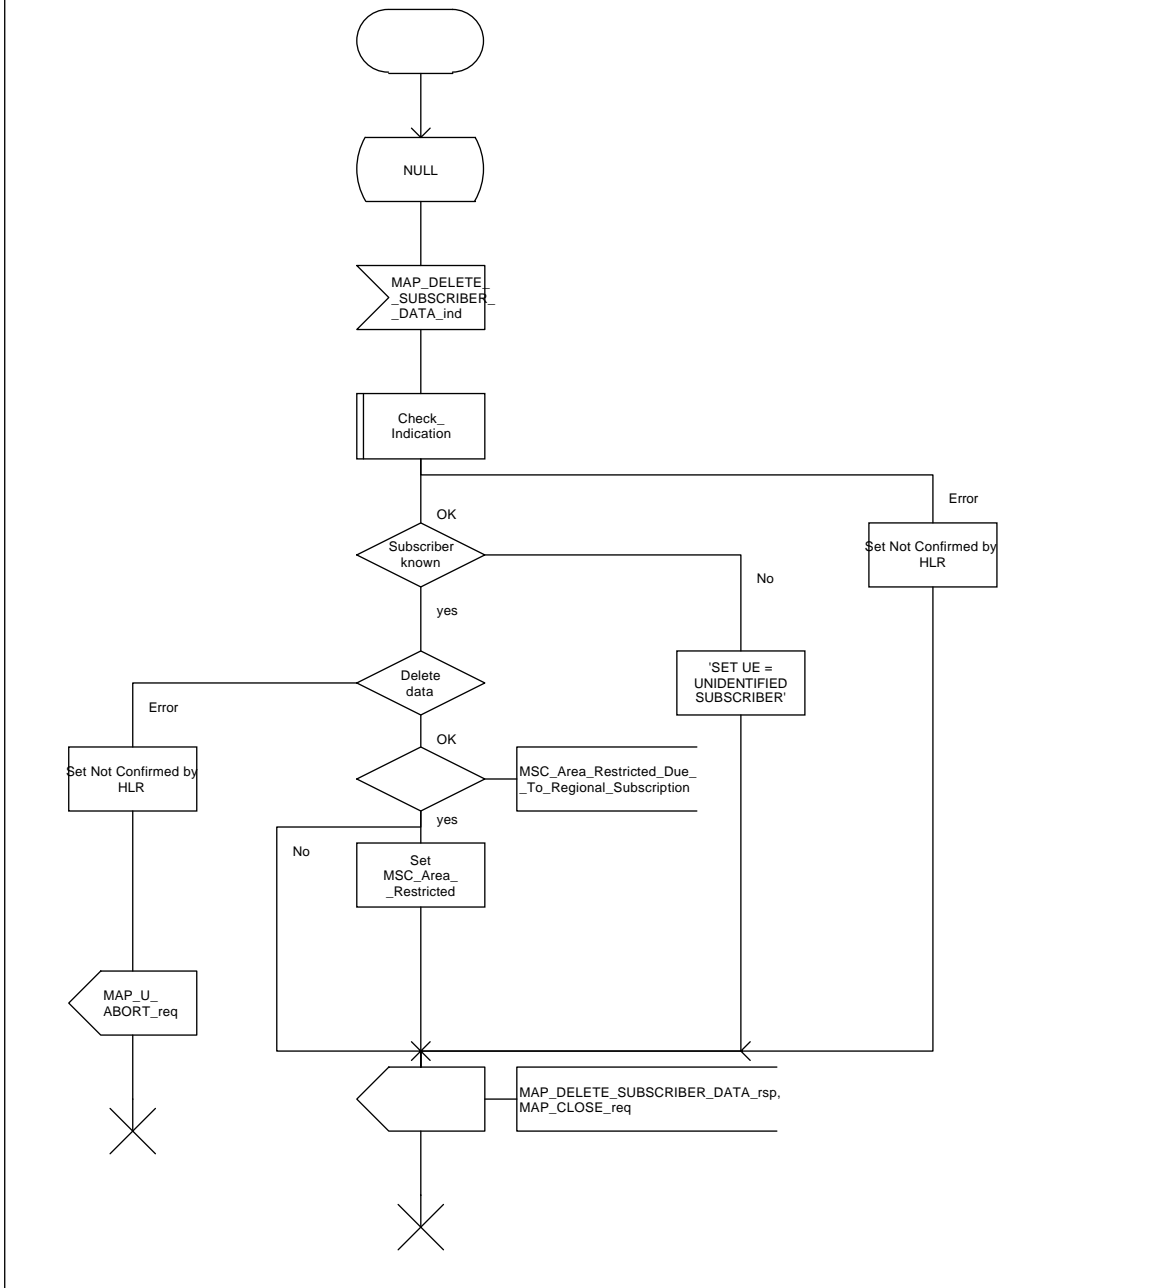 NULL
MAP_DELETE_
_SUBSCRIBER_
_DATA_ind
Check_
Indication
Error
OK
Subscriber
known
Set Not Confirmed by
HLR
No
yes
'SET UE =
UNIDENTIFIED
SUBSCRIBER'
Delete
data
Error
OK
Set Not Confirmed by
HLR
MSC_Area_Restricted_Due_
_To_Regional_Subscription
yes
No
Set
MSC_Area_
_Restricted
MAP_U_
ABORT_req
MAP_DELETE_SUBSCRIBER_DATA_rsp,
MAP_CLOSE_req